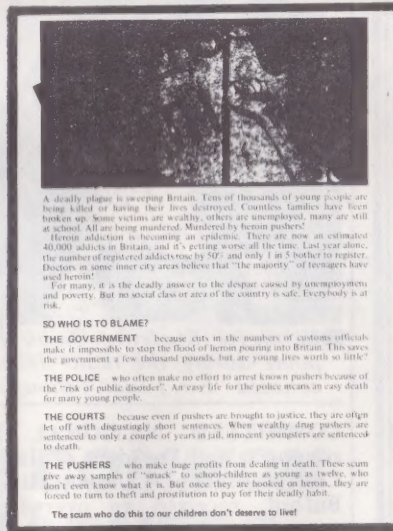 A deadly plague is sweeping Britain. Tens of thousands of young people are
being killed or having their lives destroyed. Countless families have been
broken up. Some victims are wealthy, others are unemployed, many are still
at school. All are being murdered. Murdered by heroin pushers!
Heroin addiction is becoming an epidemic. There are now an estimated
40,000 addicts in Britain, and it's getting worse all the time. Last year alone,
the number of registered addicts rose by 50% and only 1 in 5 bother to register.
Doctors in some inner city areas believe that "the majority" of teenagers have
used heroin!
For many, it is the deadly answer to the despair caused by unemployment
and poverty. But no social class or area of the country is safe. Everybody is at
risk.
SO WHO IS TO BLAME?
THE GOVERNMENT because cuts in the numbers of customs officials
make it impossible to stop the flood of heroin pouring into Britain. This saves
the government a few thousand pounds, but are young lives worth so little?
THE POLICE who often make no effort to arrest known pushers because of
the "risk of public disorder". An easy life for the police means an easy death
for many young people.
THE COURTS because even if pushers are brought to justice, they are often
let off with disgustingly short sentences. When wealthy drug pushers are
sentenced to only a couple of years in jail, innocent youngsters are sentenced
to death.
THE PUSHERS who make huge profits from dealing in death. These scum
give away samples of "smack" to school-children as young as twelve, who
don't even know what it is. But once they are hooked on heroin, they are
forced to turn to theft and prostitution to pay for their deadly habit.
The scum who do this to our children don't deserve to live!